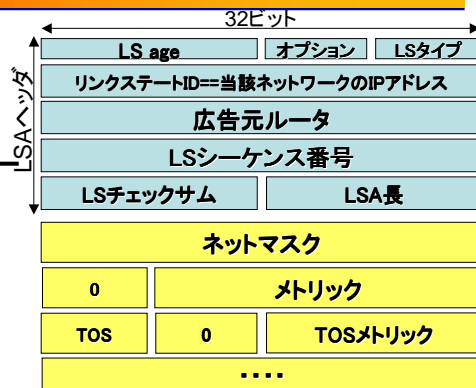 32ビット
LS age オプション LSタイプ
LSAヘッダ
リンクステートID==当該ネットワークのIPアドレス
広告元ルータ
LSシーケンス番号
LSチェックサム LSA長
ネットマスク
0 メトリック
TOS 0 TOSメトリック
‥‥